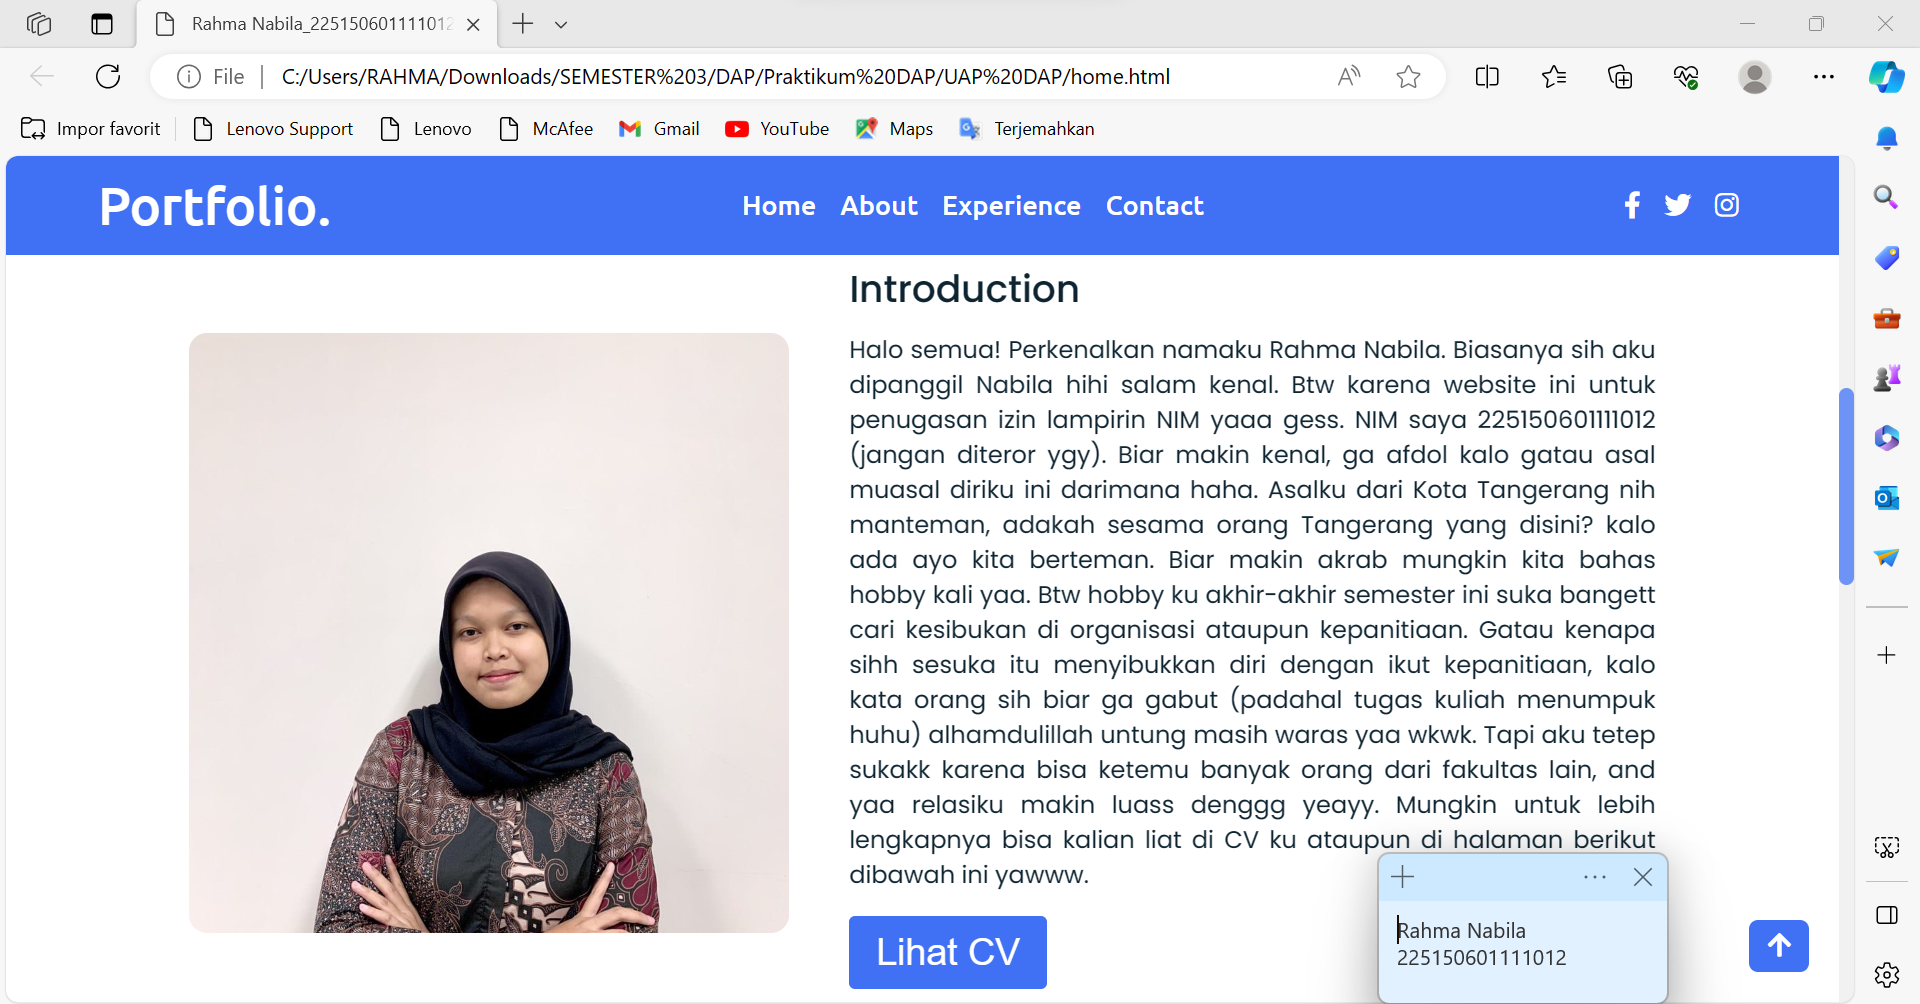 Rahma Nabila_225150601111012
File
C:/Users/RAHMA/Downloads/SEMESTER%203/DAP/Praktikum%20DAP/UAP%20DAP/home.html
Impor favorit
Lenovo Support
Lenovo
McAfee
Gmail
YouTube
Maps
Terjemahkan
Portfolio.
Home
About
Experience
Contact
Introduction
Halo semua! Perkenalkan namaku Rahma Nabila. Biasanya sih aku
dipanggil Nabila hihi salam kenal. Btw karena website ini untuk
penugasan izin lampirin NIM yaaa gess. NIM saya 225150601111012
(jangan diteror ygy). Biar makin kenal, ga afdol kalo gatau asal
muasal diriku ini darimana haha. Asalku dari Kota Tangerang nih
manteman, adakah sesama orang Tangerang yang disini? kalo
ada ayo kita berteman. Biar makin akrab mungkin kita bahas
hobby kali yaa. Btw hobby ku akhir-akhir semester ini suka bangett
cari kesibukan di organisasi ataupun kepanitiaan. Gatau kenapa
sihh sesuka itu menyibukkan diri dengan ikut kepanitiaan, kalo
kata orang sih biar ga gabut (padahal tugas kuliah menumpuk
huhu) alhamdulillah untung masih waras yaa wkwk. Tapi aku tetep
sukakk karena bisa ketemu banyak orang dari fakultas lain, and
yaa relasiku makin luass denggg yeayy. Mungkin untuk lebih
lengkapnya bisa kalian liat di CV ku ataupun di halaman berikut
dibawah ini yawww.
Lihat CV
Rahma Nabila
225150601111012